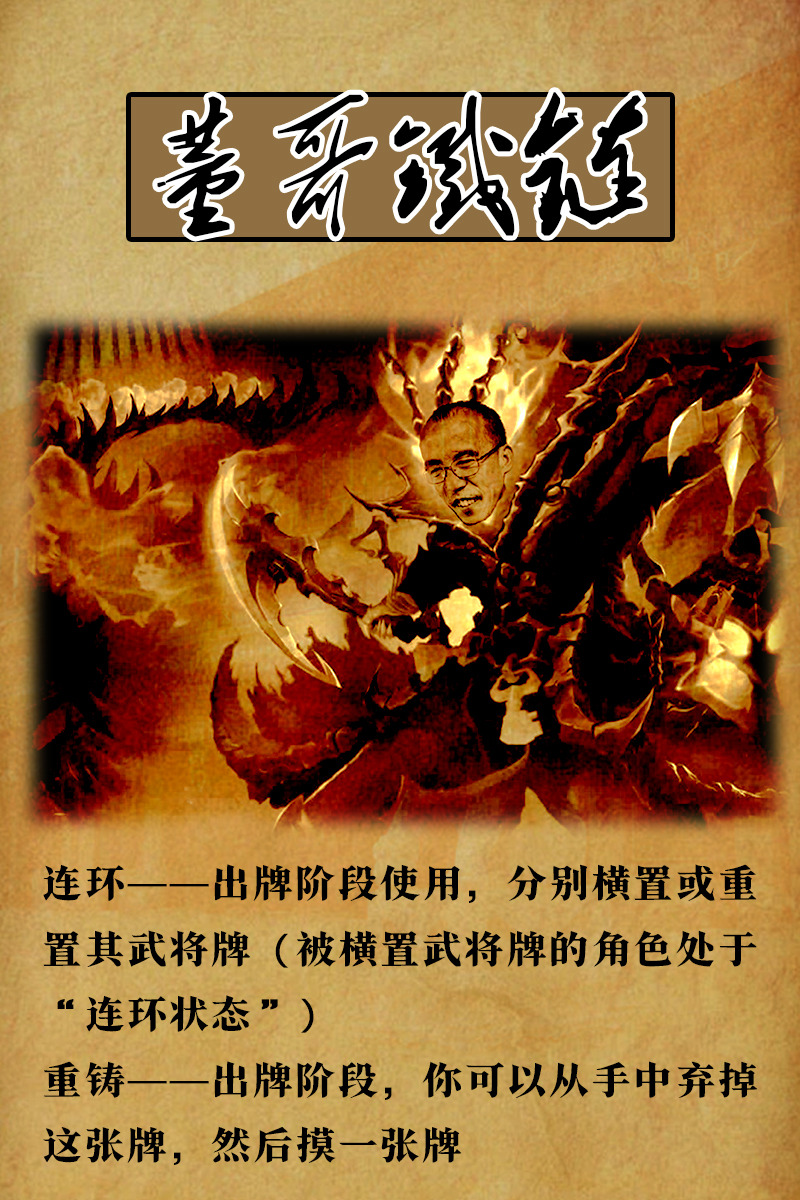 董哥铁链
连环——出牌阶段使用，分别横置或重
置其武将牌（被横置武将牌的角色处于
“连环状态”）
重铸——出牌阶段，你可以从手中弃掉
这张牌，然后摸一张牌